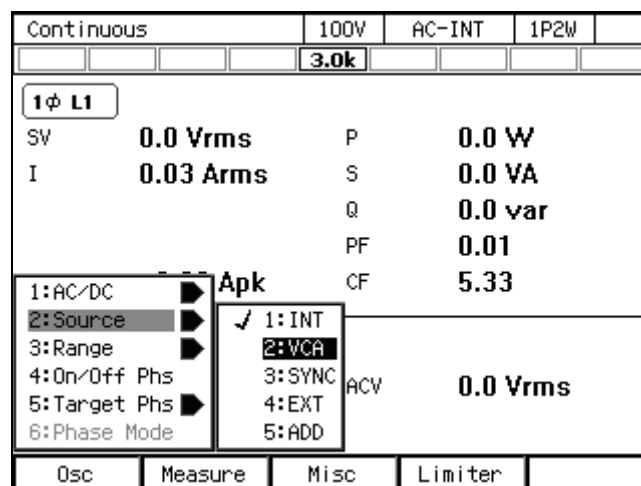 Continuous 100V AC-INT 1P2W
3.0k
1φ L1
SV 0.0 Vrms P 0.0 W
I 0.03 Arms S 0.0 VA
Q 0.0 var
PF 0.01
Apk CF 5.33
1:AC/DC
2:Source ✓ 1:INT
3:Range 2:VCA
4:On/Off Phs 3:SYNC ACV 0.0 Vrms
5:Target Phs 4:EXT
6:Phase Mode 5:ADD
Osc Measure Misc Limiter